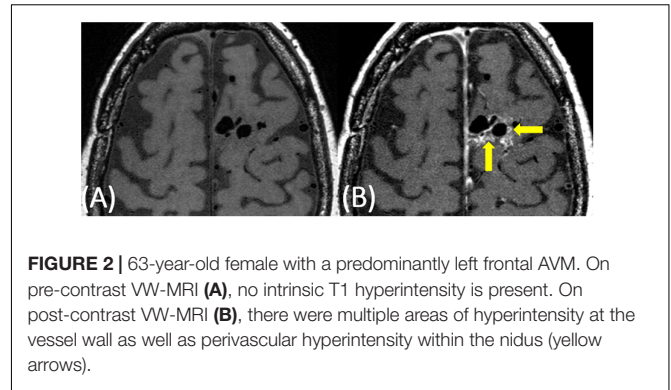 (A)
(B)
FIGURE 2 | 63-year-old female with a predominantly left frontal AVM. On
pre-contrast VW-MRI (A), no intrinsic T1 hyperintensity is present. On
post-contrast VW-MRI (B), there were multiple areas of hyperintensity at the
vessel wall as well as perivascular hyperintensity within the nidus (yellow
arrows).